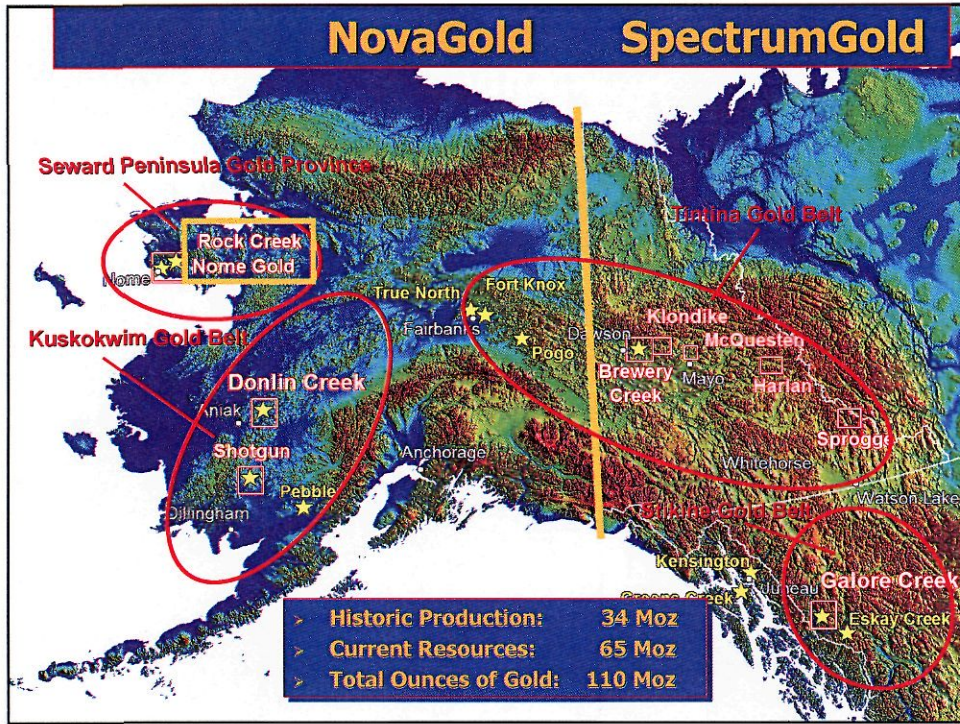 NovaGold SpectrumGold
Seward Peninsula Gold Province
Tintina Gold Belt
Rock Creek
Nome Gold
Nome
True North
Fort Knox
Fairbanks
Pogo
Dawson
Klondike
McQuesten
Brewery
Creek
Mayo
Harlan
Sprogge
Kuskokwim Gold Belt
Donlin Creek
Aniak
Shotgun
Anchorage
Pebble
Dillingham
Whitehorse
Watson Lake
Stikine Gold Belt
Kensington
Juneau
Greens Creek
Galore Creek
Eskay Creek
➢ Historic Production: 34 Moz
➢ Current Resources: 65 Moz
➢ Total Ounces of Gold: 110 Moz